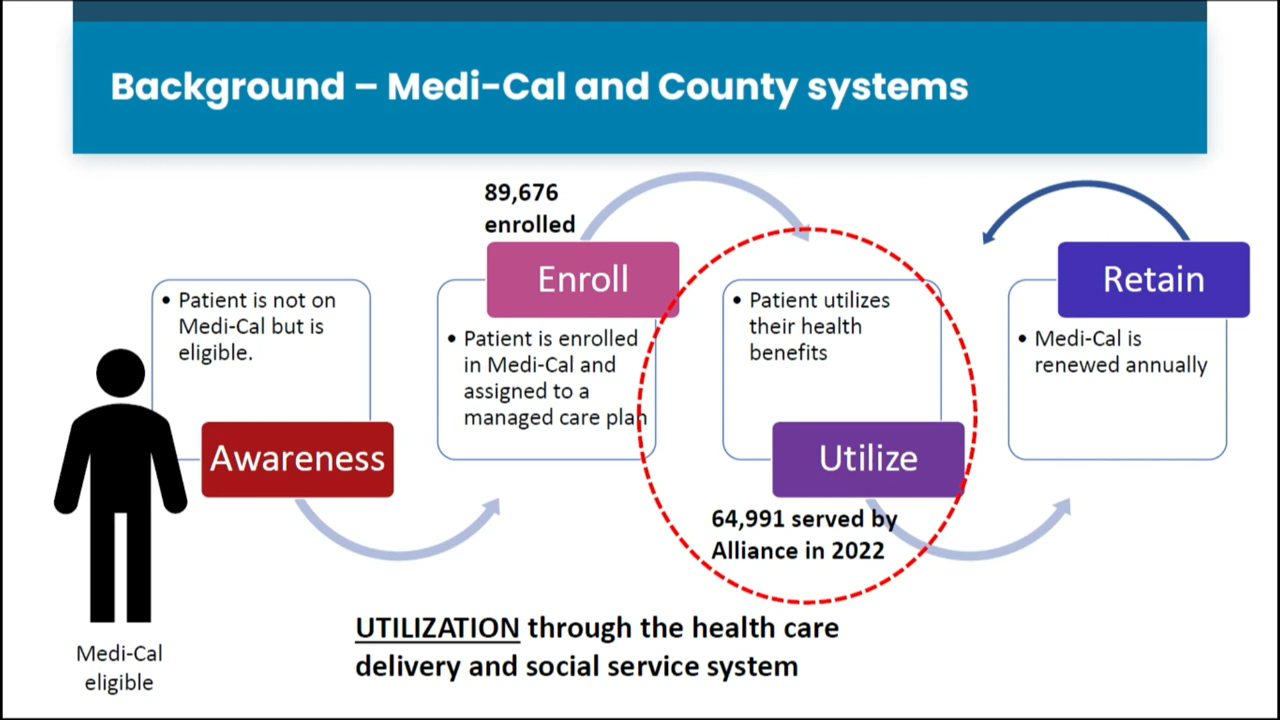 Background – Medi-Cal and County systems
89,676
enrolled
Enroll
Retain
• Patient is not on
Medi-Cal but is
eligible.
• Patient is enrolled
in Medi-Cal and
assigned to a
managed care plan
• Patient utilizes
their health
benefits
• Medi-Cal is
renewed annually
Awareness
Utilize
64,991 served by
Alliance in 2022
UTILIZATION through the health care
delivery and social service system
Medi-Cal
eligible